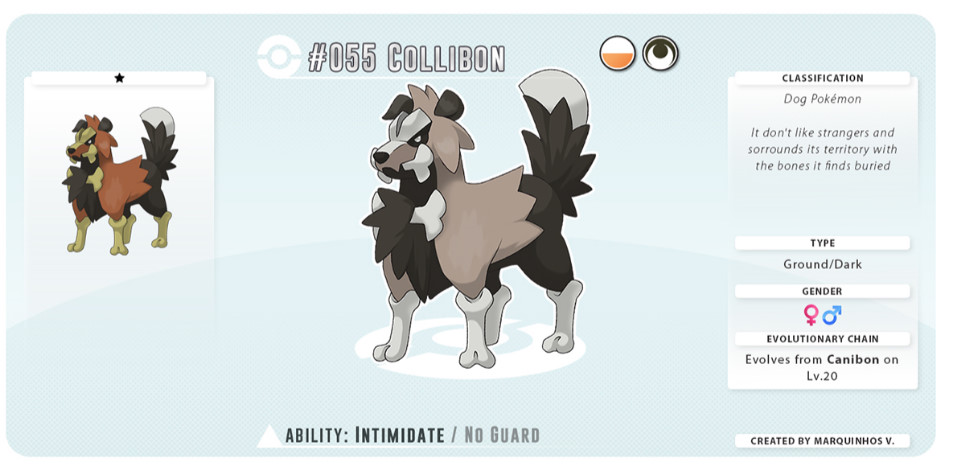 #055 Collibon
★
CLASSIFICATION
Dog Pokémon
It don't like strangers and
sorrounds its territory with
the bones it finds buried
TYPE
Ground/Dark
GENDER
♀♂
EVOLUTIONARY CHAIN
Evolves from Canibon on
Lv.20
ABILITY: INTIMIDATE / NO GUARD
CREATED BY MARQUINHOS V.